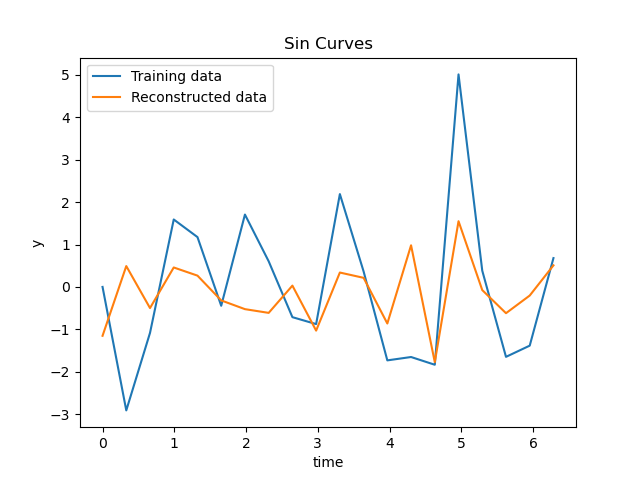 Sin Curves
Training data
Reconstructed data
y
5
4
3
2
1
0
−1
−2
−3
0 1 2 3 4 5 6
time